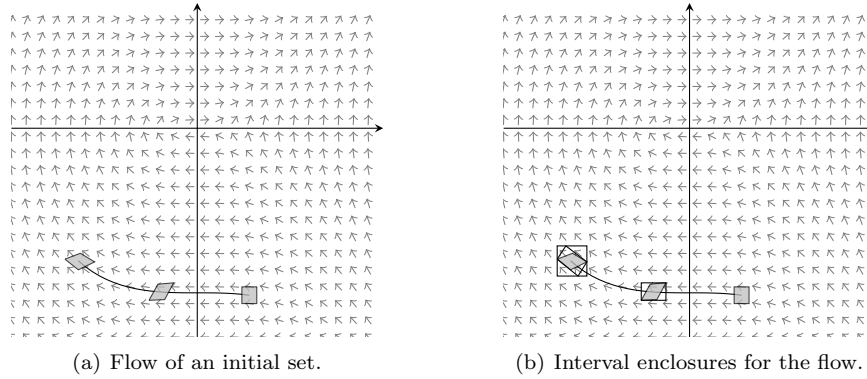 (a) Flow of an initial set.
(b) Interval enclosures for the flow.